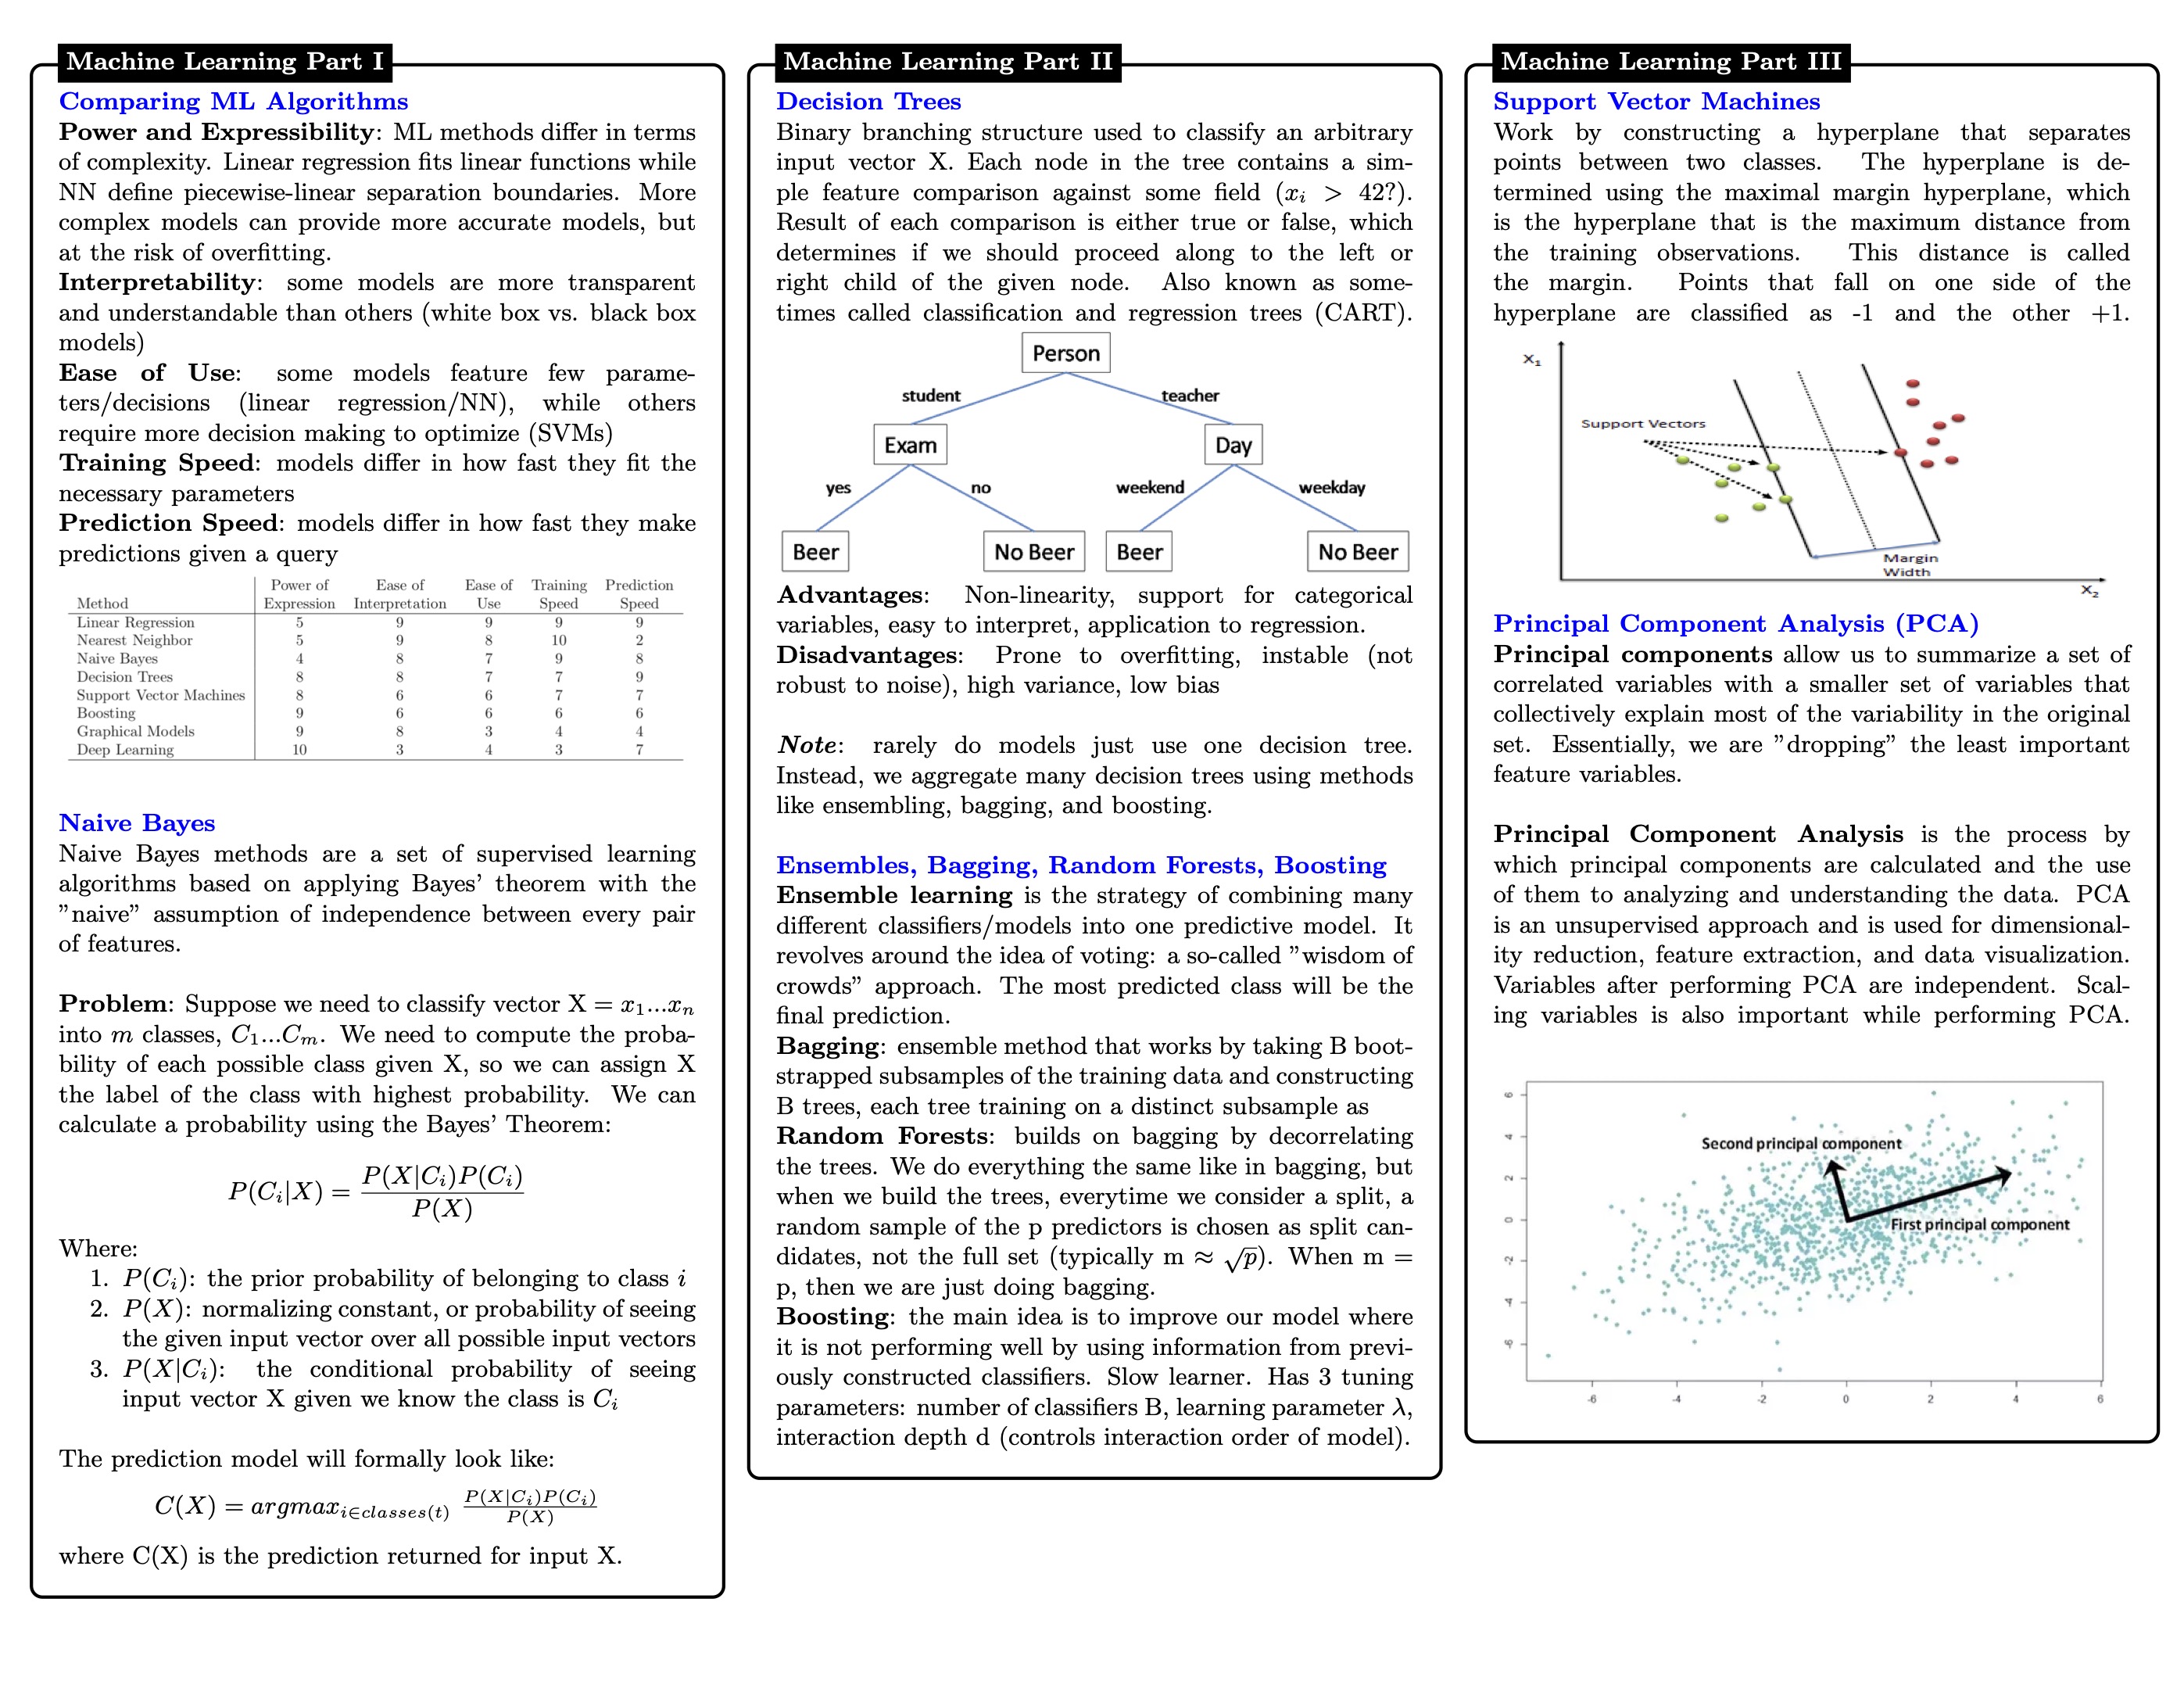 Machine Learning Part I
Comparing ML Algorithms
Power and Expressibility: ML methods differ in terms
of complexity. Linear regression fits linear functions while
NN define piecewise-linear separation boundaries. More
complex models can provide more accurate models, but
at the risk of overfitting.
Interpretability: some models are more transparent
and understandable than others (white box vs. black box
models)
Ease of Use: some models feature few parame-
ters/decisions (linear regression/NN), while others
require more decision making to optimize (SVMs)
Training Speed: models differ in how fast they fit the
necessary parameters
Prediction Speed: models differ in how fast they make
predictions given a query
Power of Ease of Ease of Training Prediction
Method Expression Interpretation Use Speed Speed
Linear Regression 5 9 9 9 9
Nearest Neighbor 5 9 8 10 2
Naive Bayes 4 8 7 9 8
Decision Trees 8 8 7 7 9
Support Vector Machines 8 6 6 7 7
Boosting 9 6 6 6 6
Graphical Models 9 8 3 4 4
Deep Learning 10 3 4 3 7
Naive Bayes
Naive Bayes methods are a set of supervised learning
algorithms based on applying Bayes' theorem with the
"naive" assumption of independence between every pair
of features.
Problem: Suppose we need to classify vector X = x₁...xₙ
into m classes, C₁...Cₘ. We need to compute the proba-
bility of each possible class given X, so we can assign X
the label of the class with highest probability. We can
calculate a probability using the Bayes' Theorem:
P(Cᵢ|X) = P(X|Cᵢ)P(Cᵢ) / P(X)
Where:
1. P(Cᵢ): the prior probability of belonging to class i
2. P(X): normalizing constant, or probability of seeing
the given input vector over all possible input vectors
3. P(X|Cᵢ): the conditional probability of seeing
input vector X given we know the class is Cᵢ
The prediction model will formally look like:
C(X) = argmax_{i∈classes(t)} P(X|Cᵢ)P(Cᵢ) / P(X)
where C(X) is the prediction returned for input X.
Machine Learning Part II
Decision Trees
Binary branching structure used to classify an arbitrary
input vector X. Each node in the tree contains a sim-
ple feature comparison against some field (xᵢ > 42?).
Result of each comparison is either true or false, which
determines if we should proceed along to the left or
right child of the given node. Also known as some-
times called classification and regression trees (CART).
Person
student teacher
Exam Day
yes no weekend weekday
Beer No Beer Beer No Beer
Advantages: Non-linearity, support for categorical
variables, easy to interpret, application to regression.
Disadvantages: Prone to overfitting, instable (not
robust to noise), high variance, low bias
Note: rarely do models just use one decision tree.
Instead, we aggregate many decision trees using methods
like ensembling, bagging, and boosting.
Ensembles, Bagging, Random Forests, Boosting
Ensemble learning is the strategy of combining many
different classifiers/models into one predictive model. It
revolves around the idea of voting: a so-called "wisdom of
crowds" approach. The most predicted class will be the
final prediction.
Bagging: ensemble method that works by taking B boot-
strapped subsamples of the training data and constructing
B trees, each tree training on a distinct subsample as
Random Forests: builds on bagging by decorrelating
the trees. We do everything the same like in bagging, but
when we build the trees, everytime we consider a split, a
random sample of the p predictors is chosen as split can-
didates, not the full set (typically m ≈ √p). When m =
p, then we are just doing bagging.
Boosting: the main idea is to improve our model where
it is not performing well by using information from previ-
ously constructed classifiers. Slow learner. Has 3 tuning
parameters: number of classifiers B, learning parameter λ,
interaction depth d (controls interaction order of model).
Machine Learning Part III
Support Vector Machines
Work by constructing a hyperplane that separates
points between two classes. The hyperplane is de-
termined using the maximal margin hyperplane, which
is the hyperplane that is the maximum distance from
the training observations. This distance is called
the margin. Points that fall on one side of the
hyperplane are classified as -1 and the other +1.
X₁
Support Vectors
Margin
Width
X₂
Principal Component Analysis (PCA)
Principal components allow us to summarize a set of
correlated variables with a smaller set of variables that
collectively explain most of the variability in the original
set. Essentially, we are "dropping" the least important
feature variables.
Principal Component Analysis is the process by
which principal components are calculated and the use
of them to analyzing and understanding the data. PCA
is an unsupervised approach and is used for dimensional-
ity reduction, feature extraction, and data visualization.
Variables after performing PCA are independent. Scal-
ing variables is also important while performing PCA.
6
4
Second principal component
2
0
First principal component
-2
-4
-6
-6 -4 -2 0 2 4 6